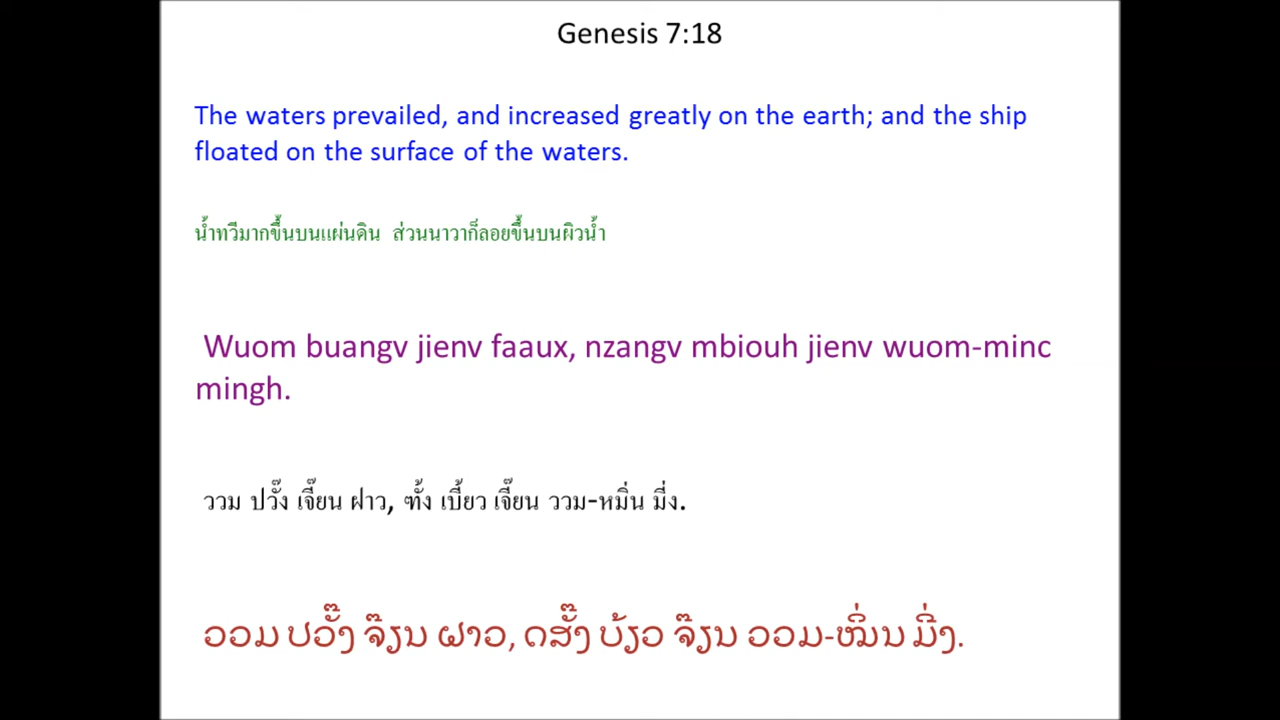 Genesis 7:18
The waters prevailed, and increased greatly on the earth; and the ship
floated on the surface of the waters.
น้ำทวีมากขึ้นบนแผ่นดิน ส่วนนาวาก็ลอยขึ้นบนผิวน้ำ
Wuom buangv jienv faaux, nzangv mbiouh jienv wuom-minc
mingh.
ววม ปวั๊ง เจี๊ยน ฝาว, ฑั้ง เบี้ยว เจี๊ยน ววม-หมิ่น มี่ง.
ວວມ ປວັ໊ງ ຈ໊ຽນ ຝາວ, ດສັ໊ງ ບ້ຽວ ຈ໊ຽນ ວວມ-ໝິ່ນ ມີ່ງ.